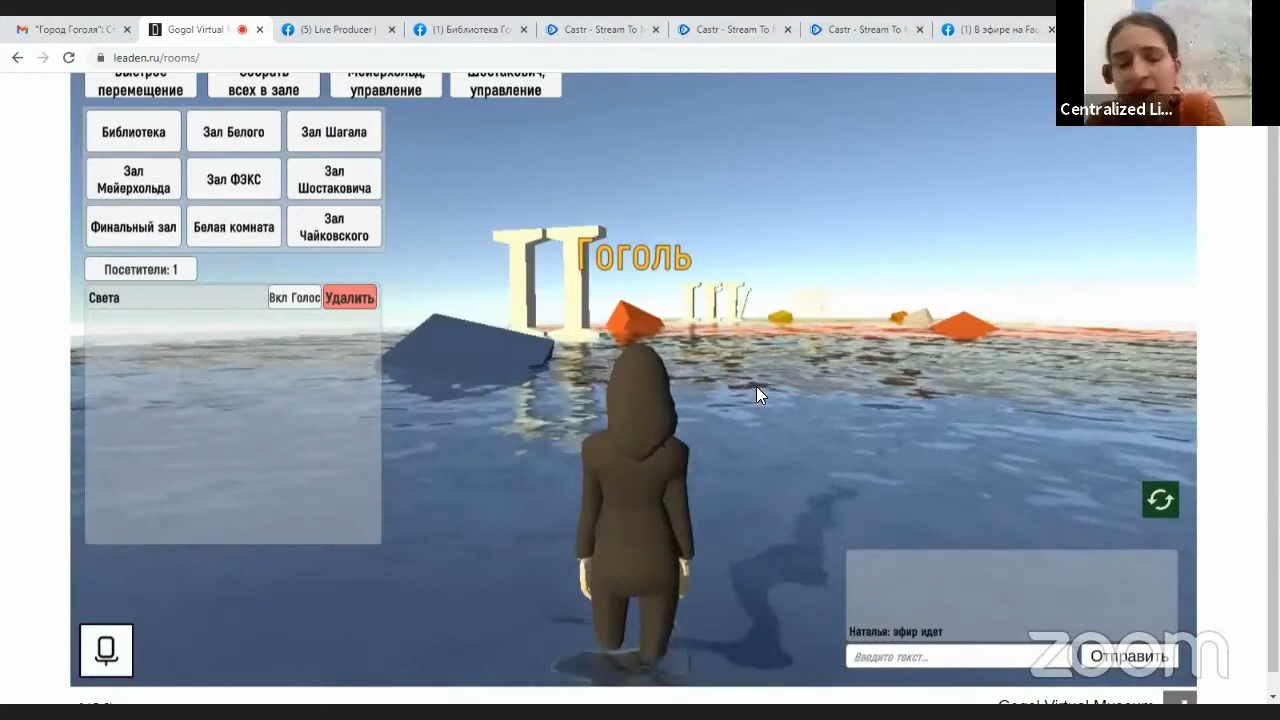 "Город Гоголя": С
Gogol Virtual M
(5) Live Producer |
(1) Библиотека Го
Castr - Stream To M
Castr - Stream To M
Castr - Stream To M
(1) В эфире на Fac
leaden.ru/rooms/
Centralized Li...
Быстрое перемещение
Собрать всех в зале
Мейерхольд, управление
Шостакович, управление
Библиотека
Зал Белого
Зал Шагала
Зал Мейерхольда
Зал ФЭКС
Зал Шостаковича
Финальный зал
Белая комната
Зал Чайковского
Посетители: 1
Света
Вкл Голос
Удалить
II
Гоголь
III
Наталья: эфир идет
Введите текст...
Отправить
zoom
Gogol Virtual Museum